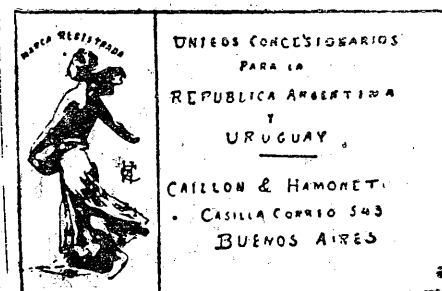 MARCA REGISTRADA
UNICOS CONCESIONARIOS
PARA LA
REPUBLICA ARGENTINA
Y
URUGUAY
CAILLON & HAMONET
CASILLA CORREO 543
BUENOS AIRES